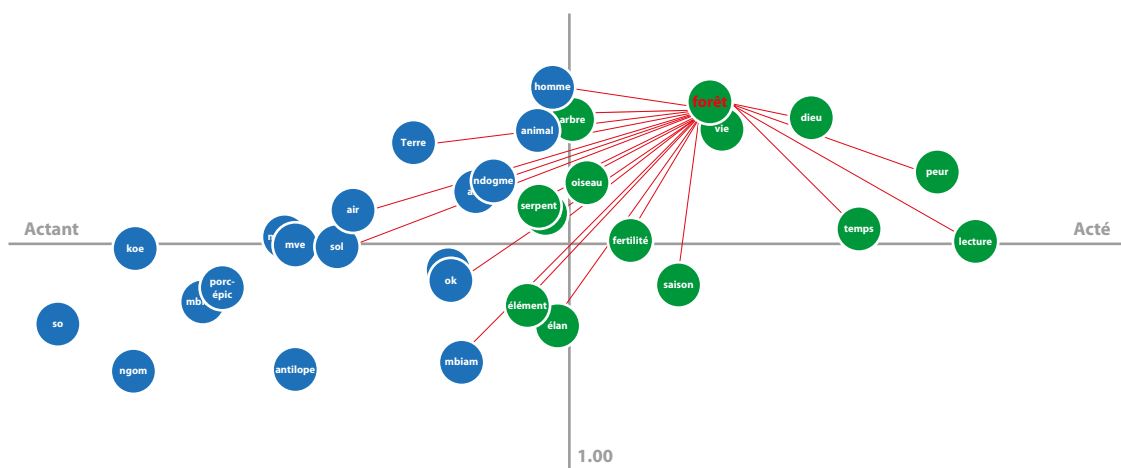 homme
forêt
dieu
arbre
animal
vie
Terre
peur
ndogme
oiseau
serpent
air
Actant
Acté
temps
koe
mve
sol
fertilité
lecture
ok
saison
porc-
épic
élément
so
élan
mbiam
ngom
antilope
1.00